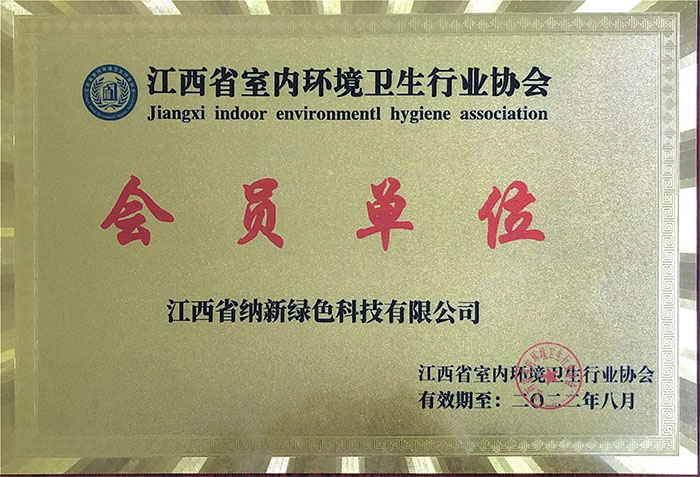 江西省室内环境卫生行业协会
Jiangxi indoor environmentl hygiene association
会员单位
江西省纳新绿色科技有限公司
江西省室内环境卫生行业协会
有效期至：二〇二二年八月